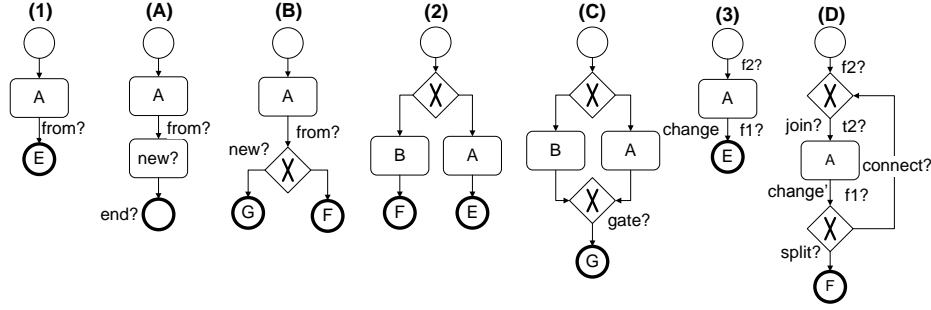 (1) (A) (B) (2) (C) (3) (D)
f2? f2?
A A A X X A X
from? from? from? change f1? join? t2?
E new? new? X B A B A E A connect?
change' f1?
end? G F F E X gate? X
split?
G F